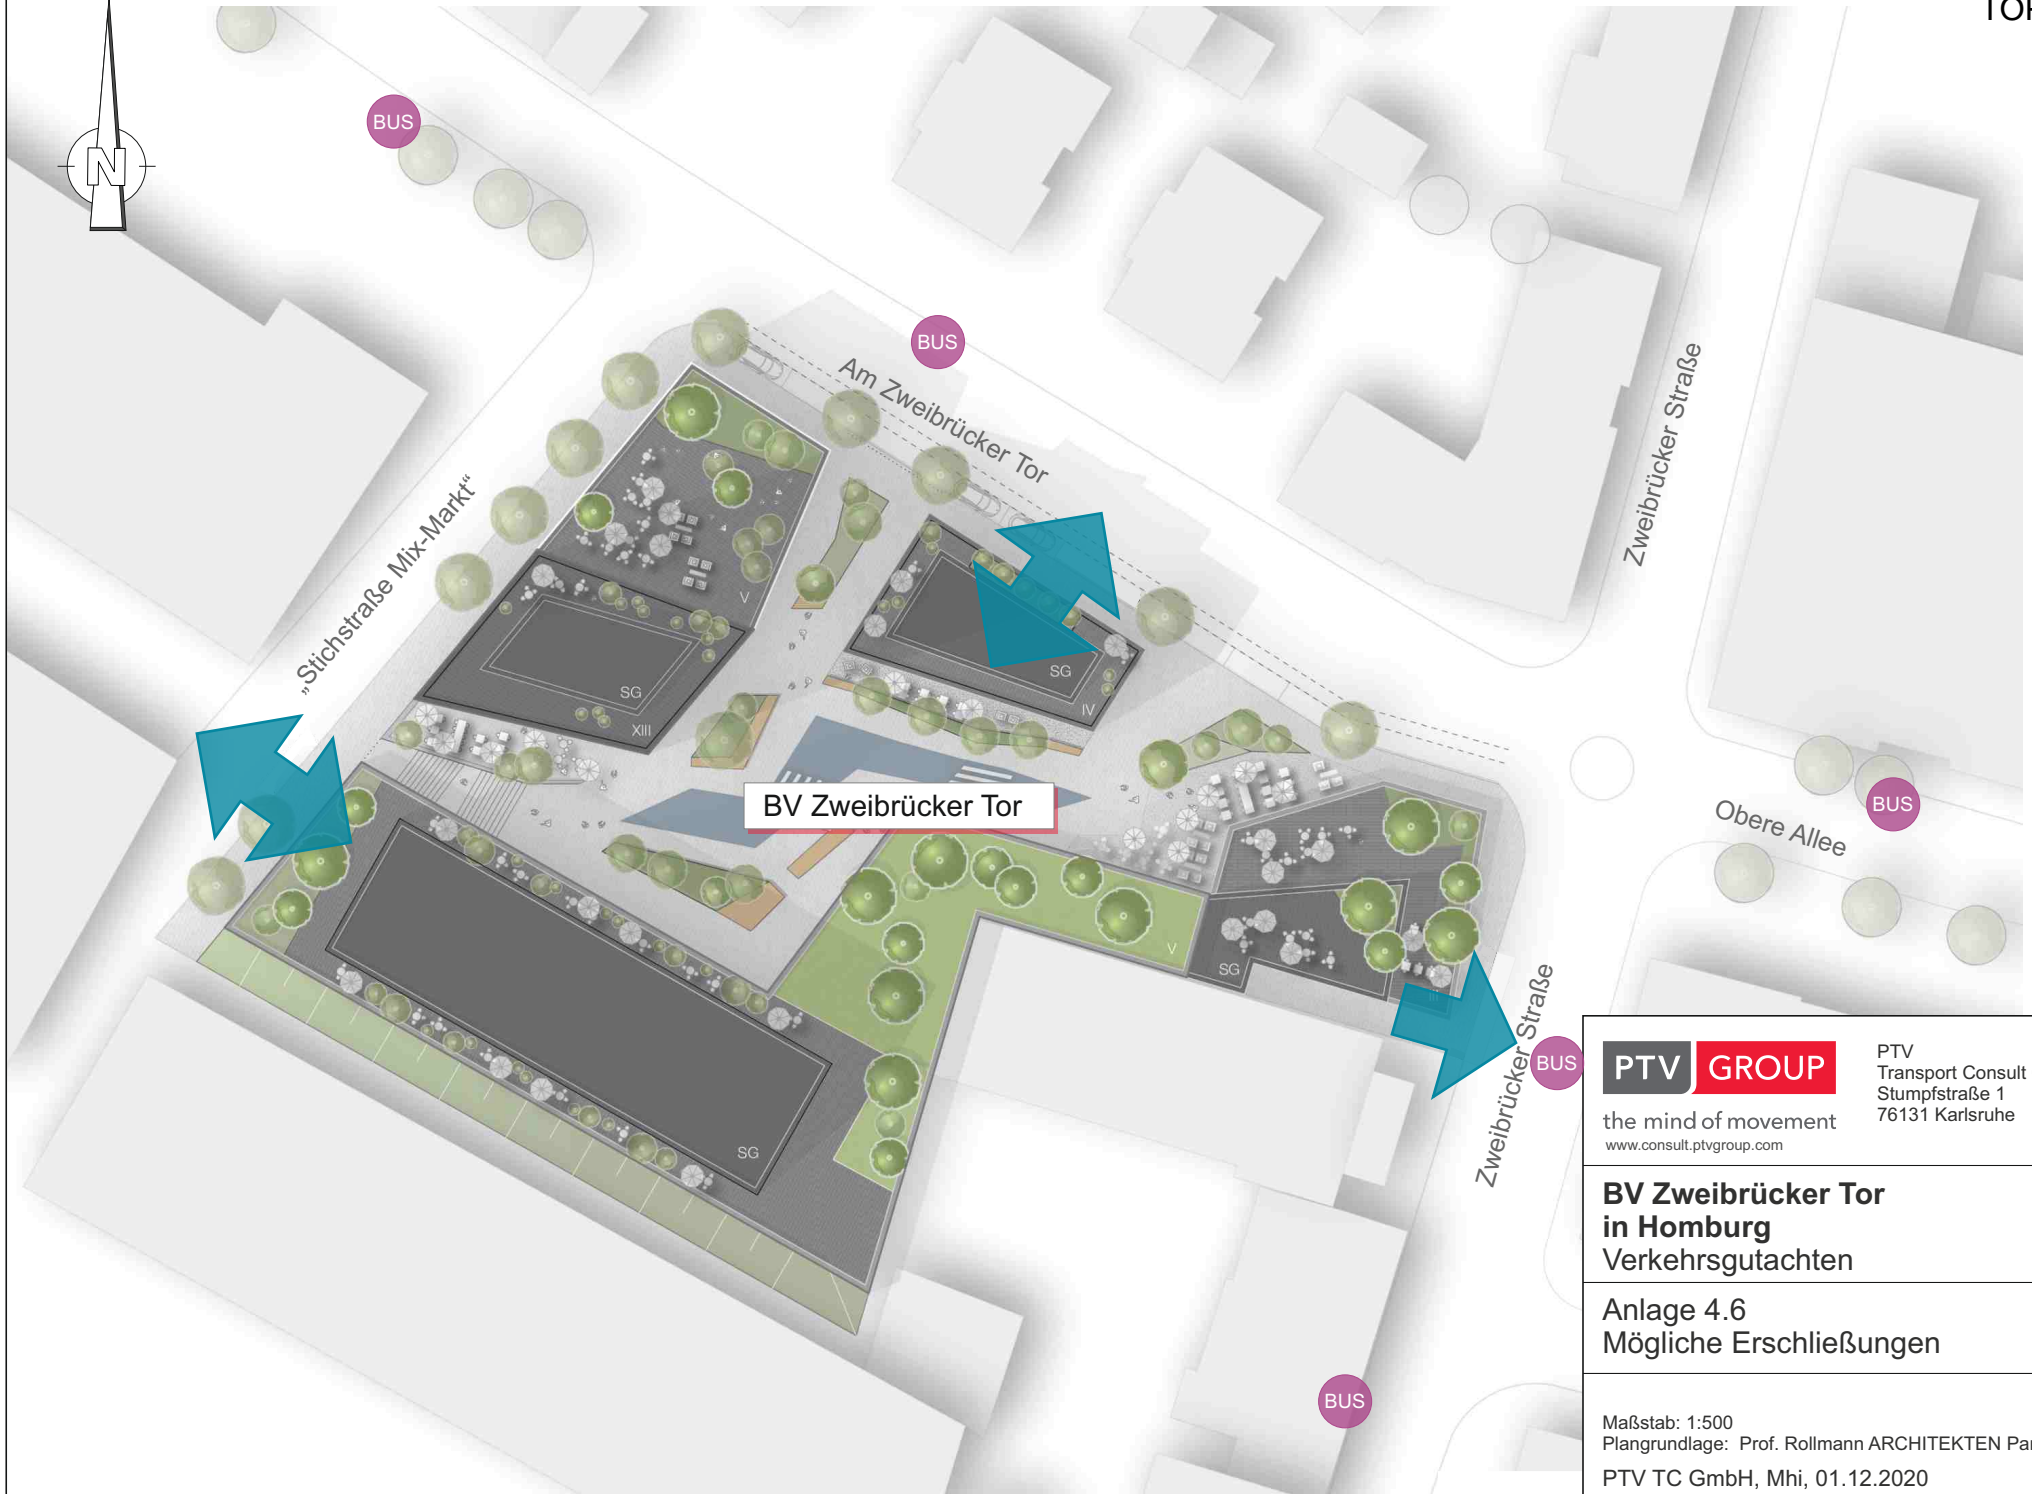 TOP
N
BUS
BUS
Am Zweibrücker Tor
Zweibrücker Straße
„Stichstraße Mix-Markt“
V
SG
XIII
SG
IV
BV Zweibrücker Tor
Obere Allee
BUS
V
SG
SG
Zweibrücker Straße
BUS
BUS
PTV GROUP
the mind of movement
www.consult.ptvgroup.com
PTV
Transport Consult
Stumpfstraße 1
76131 Karlsruhe
BV Zweibrücker Tor
in Homburg
Verkehrsgutachten
Anlage 4.6
Mögliche Erschließungen
Maßstab: 1:500
Plangrundlage: Prof. Rollmann ARCHITEKTEN Par
PTV TC GmbH, Mhi, 01.12.2020